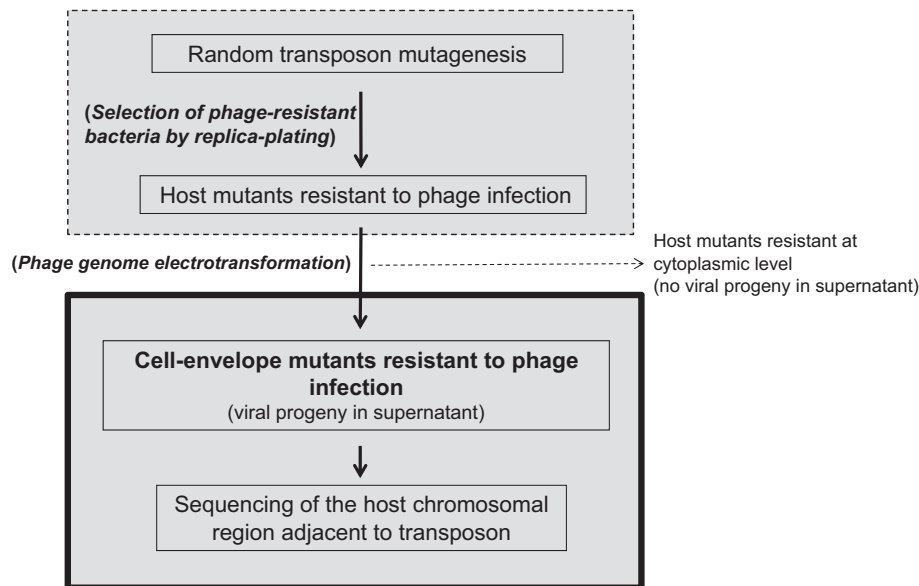 Random transposon mutagenesis
(Selection of phage-resistant
bacteria by replica-plating)
Host mutants resistant to phage infection
(Phage genome electrotransformation)
Host mutants resistant at
cytoplasmic level
(no viral progeny in supernatant)
Cell-envelope mutants resistant to phage
infection
(viral progeny in supernatant)
Sequencing of the host chromosomal
region adjacent to transposon